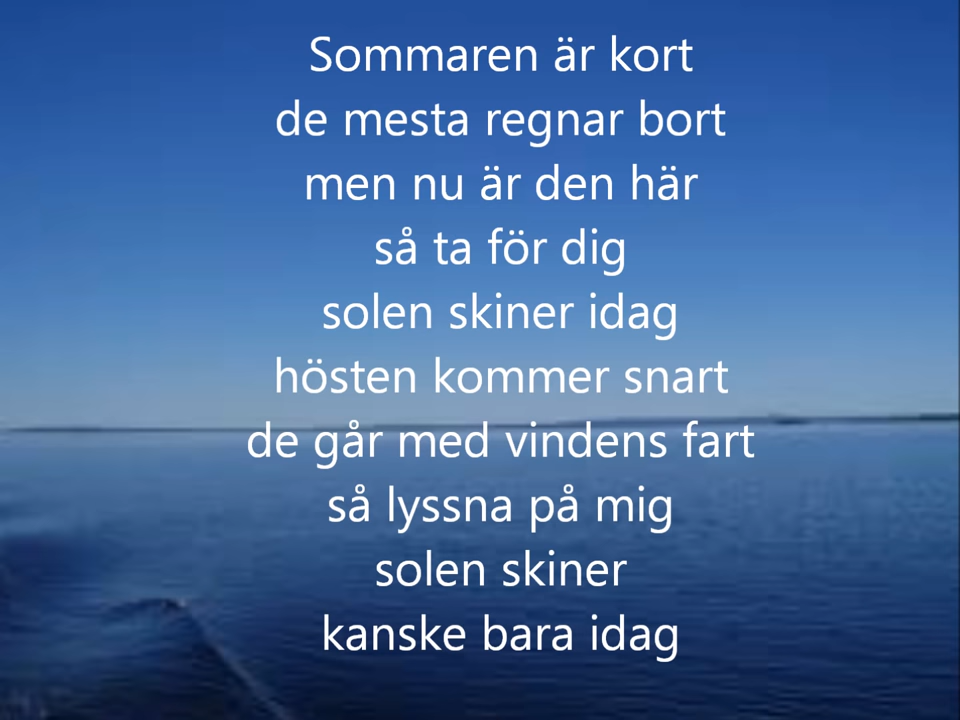 Sommaren är kort
de mesta regnar bort
men nu är den här
så ta för dig
solen skiner idag
hösten kommer snart
de går med vindens fart
så lyssna på mig
solen skiner
kanske bara idag